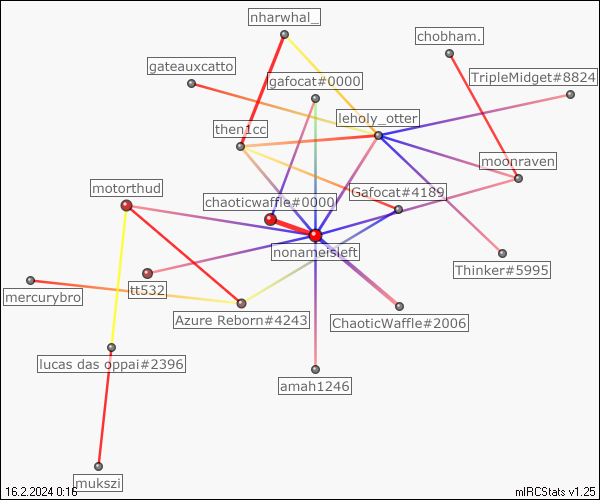 nharwhal_
chobham.
gateauxcatto
gafocat#0000
TripleMidget#8824
leholy_otter
then1cc
moonraven
motorthud
Gafocat#4189
chaoticwaffle#0000
nonameisleft
Thinker#5995
tt532
mercurybro
Azure Reborn#4243
ChaoticWaffle#2006
lucas das oppai#2396
amah1246
mukszi
16.2.2024 0:16
mIRCStats v1.25